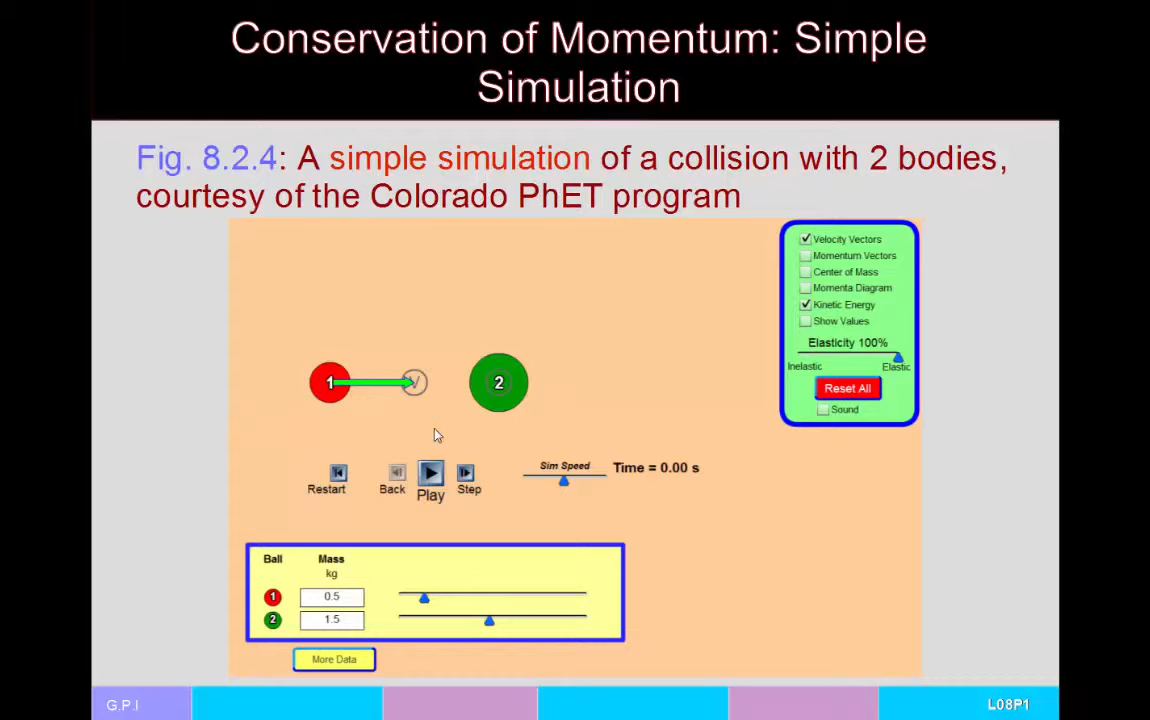 Conservation of Momentum: Simple
Simulation
Fig. 8.2.4: A simple simulation of a collision with 2 bodies,
courtesy of the Colorado PhET program
Velocity Vectors
Momentum Vectors
Center of Mass
Momenta Diagram
Kinetic Energy
Show Values
Elasticity 100%
Inelastic Elastic
Reset All
Sound
1 V 2
Sim Speed Time = 0.00 s
Restart Back Play Step
Ball Mass
kg
1 0.5
2 1.5
More Data
G.P.I L08P1